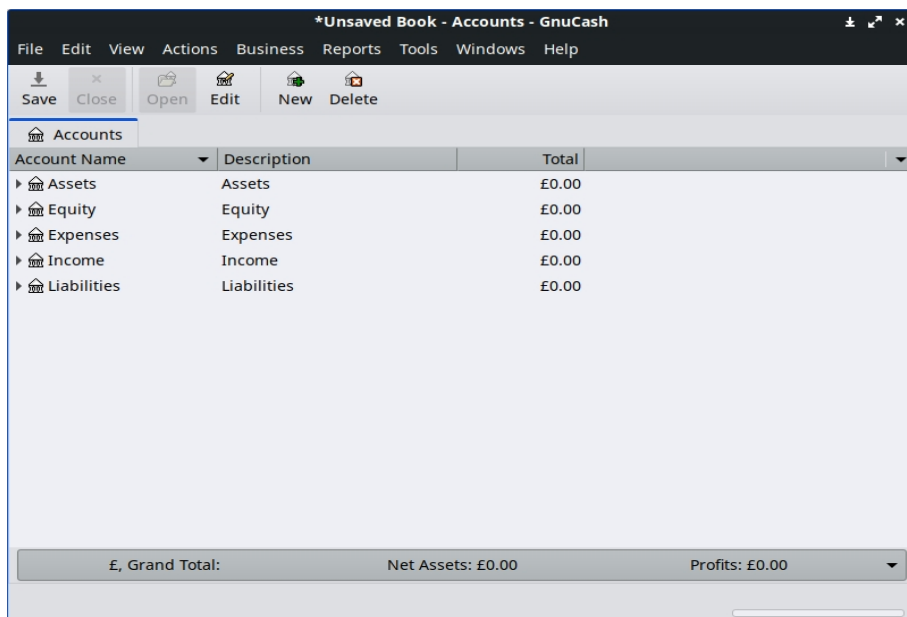 *Unsaved Book - Accounts - GnuCash
File Edit View Actions Business Reports Tools Windows Help
Save Close Open Edit New Delete
Accounts
Account Name Description Total
Assets Assets £0.00
Equity Equity £0.00
Expenses Expenses £0.00
Income Income £0.00
Liabilities Liabilities £0.00
£, Grand Total: Net Assets: £0.00 Profits: £0.00